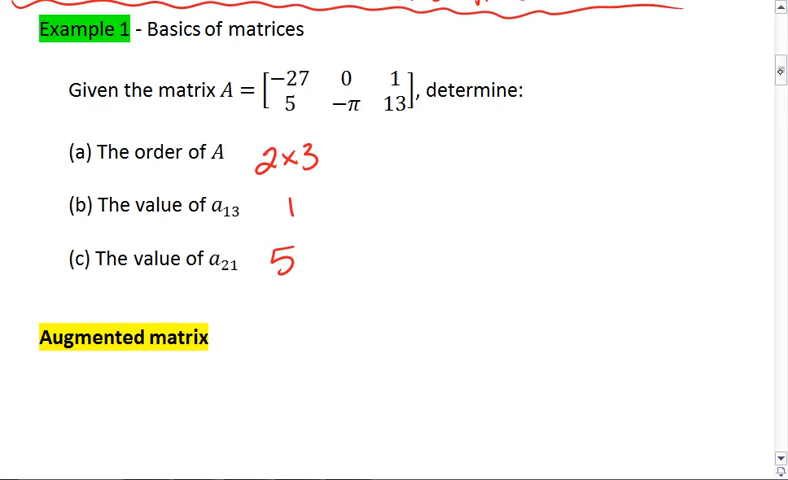 Example 1 - Basics of matrices
Given the matrix A = [−27 0 1
5 −π 13], determine:
(a) The order of A 2×3
(b) The value of a₁₃ 1
(c) The value of a₂₁ 5
Augmented matrix